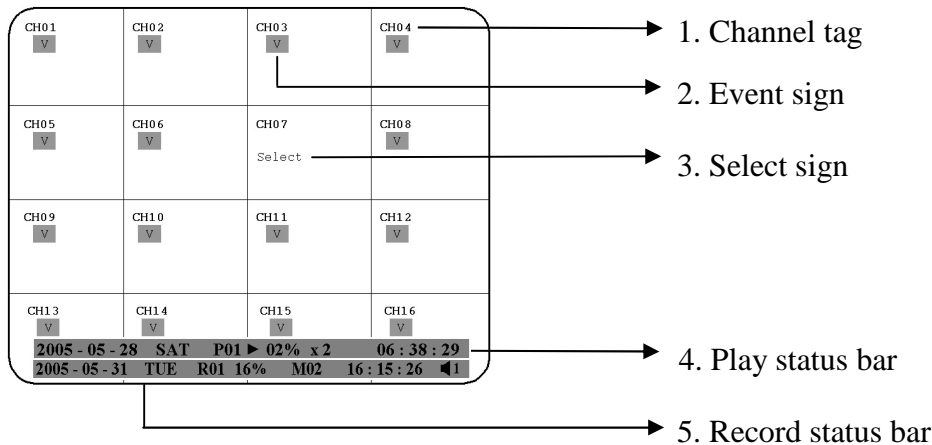 CH01 CH02 CH03 CH04
V V V
1. Channel tag
2. Event sign
CH05 CH06 CH07 CH08
V V V
Select
3. Select sign
CH09 CH10 CH11 CH12
V V V V
CH13 CH14 CH15 CH16
V V V V
2005 - 05 - 28 SAT P01 ► 02% x 2 06 : 38 : 29
4. Play status bar
2005 - 05 - 31 TUE R01 16% M02 16 : 15 : 26 1
5. Record status bar